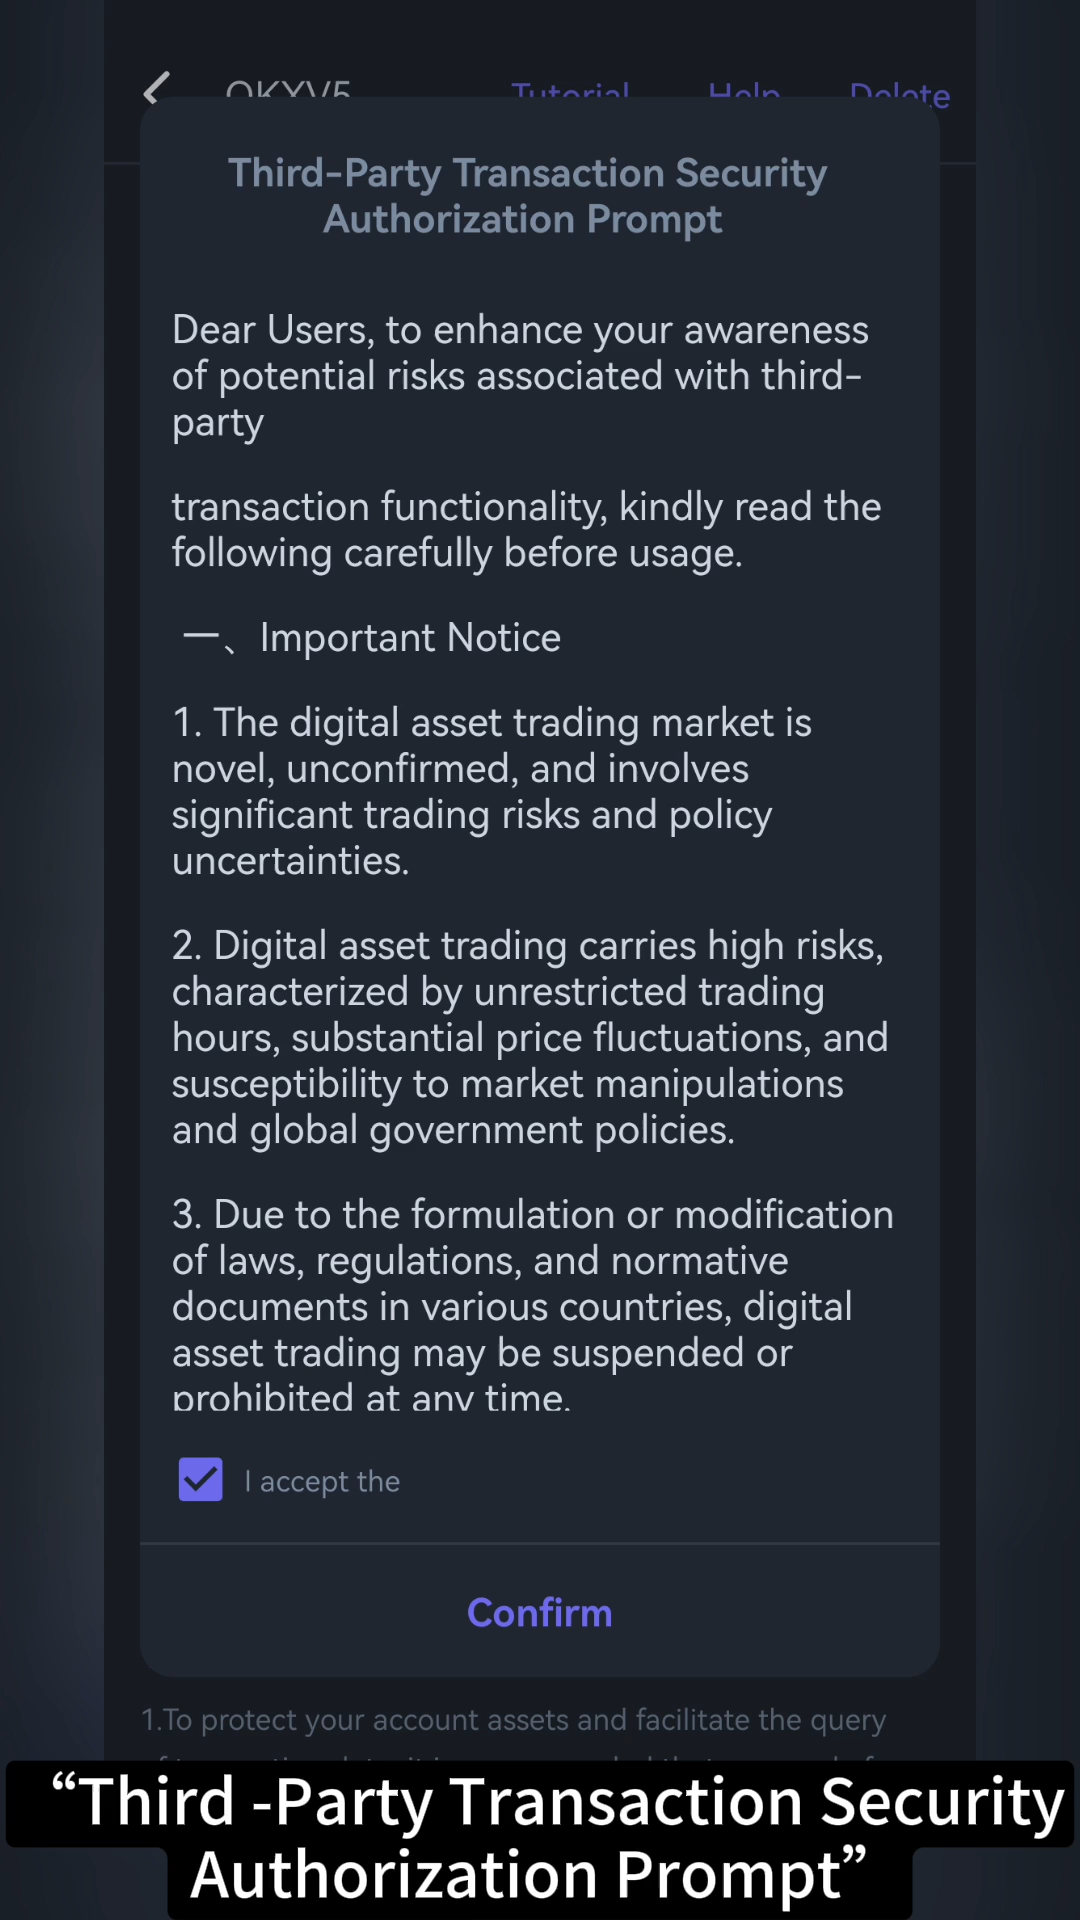 OKXV5 Tutorial Help Delete
Third-Party Transaction Security
Authorization Prompt
Dear Users, to enhance your awareness
of potential risks associated with third-
party
transaction functionality, kindly read the
following carefully before usage.
一、Important Notice
1. The digital asset trading market is
novel, unconfirmed, and involves
significant trading risks and policy
uncertainties.
2. Digital asset trading carries high risks,
characterized by unrestricted trading
hours, substantial price fluctuations, and
susceptibility to market manipulations
and global government policies.
3. Due to the formulation or modification
of laws, regulations, and normative
documents in various countries, digital
asset trading may be suspended or
prohibited at any time.
I accept the
Confirm
1.To protect your account assets and facilitate the query
“Third -Party Transaction Security
Authorization Prompt”